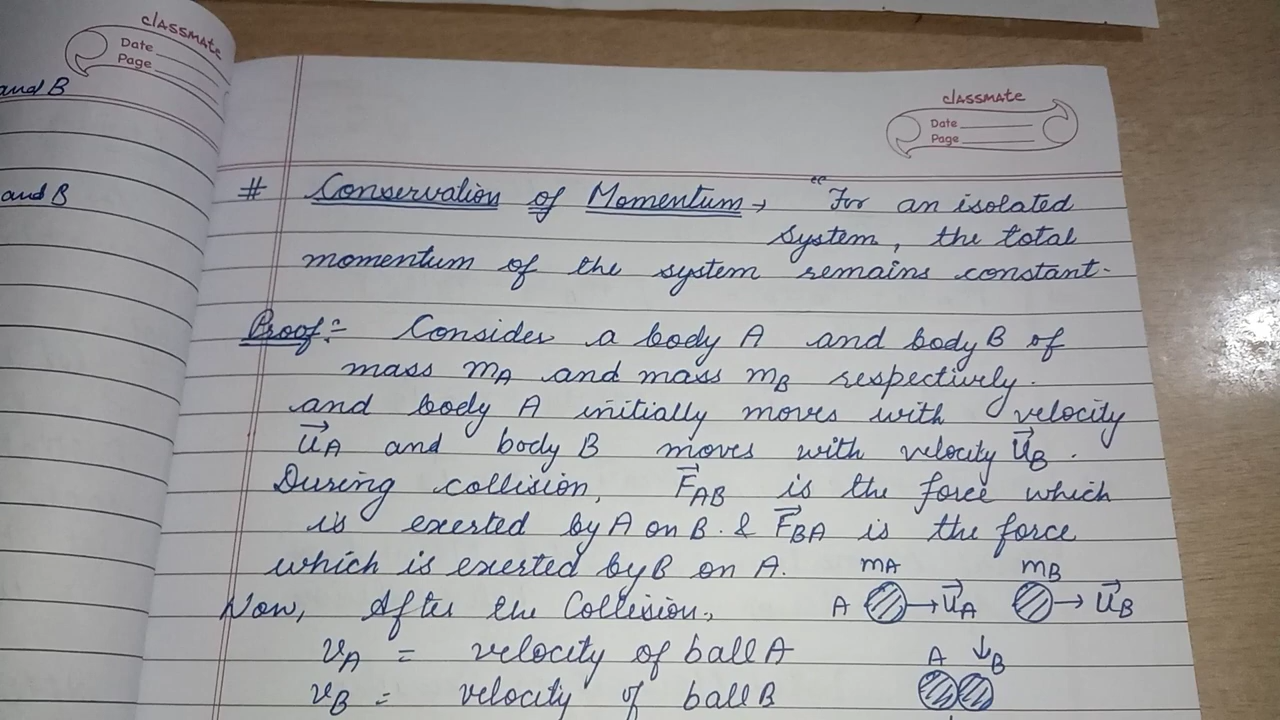 classmate
Date
Page
and B
and B
classmate
Date
Page
# Conservation of Momentum → "For an isolated
system, the total
momentum of the system remains constant.
Proof:- Consider a body A and body B of
mass mA and mass mB respectively.
and body A initially moves with velocity
u⃗A and body B moves with velocity u⃗B.
During collision, F⃗AB is the force which
is exerted by A on B. & F⃗BA is the force
which is exerted by B on A.
mA mB
Now, After the Collision,
A → u⃗A → u⃗B
vA = velocity of ball A
A ↓ B
vB = velocity of ball B